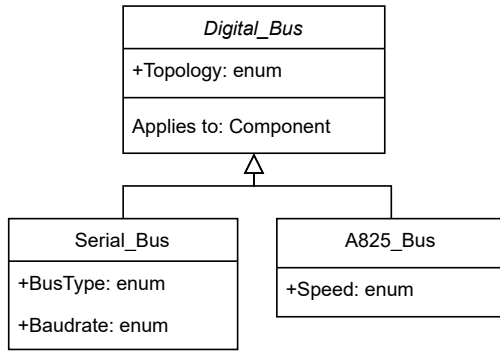 Digital_Bus
+Topology: enum
Applies to: Component
Serial_Bus
+BusType: enum
+Baudrate: enum
A825_Bus
+Speed: enum